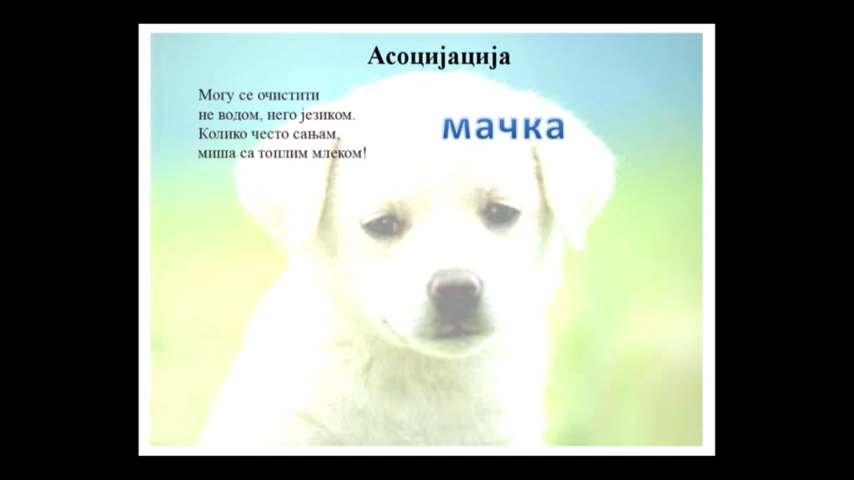 Асоцијација
Могу се очистити
не водом, него језиком.
Колико често сањам,
миша са топлим млеком!
мачка